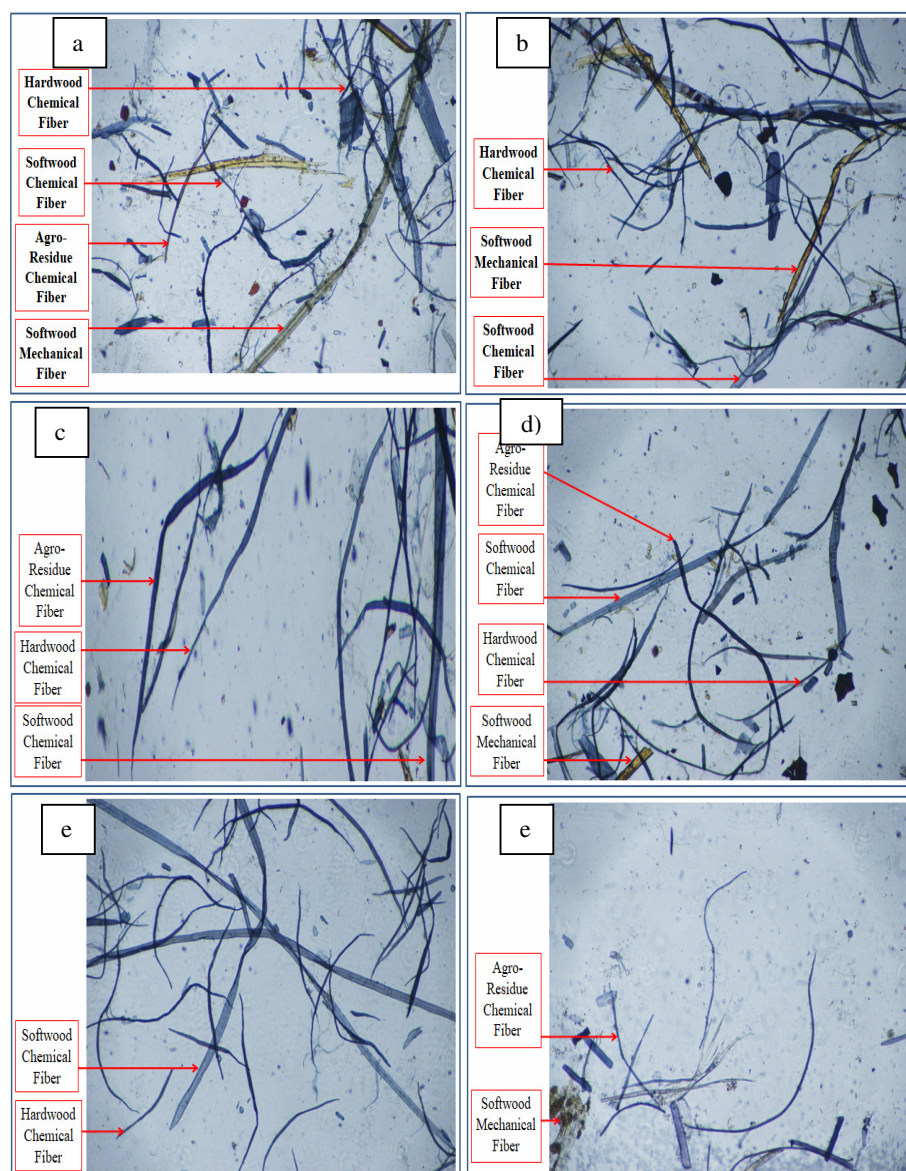 a
Hardwood
Chemical
Fiber
Softwood
Chemical
Fiber
Agro-
Residue
Chemical
Fiber
Softwood
Mechanical
Fiber
b
Hardwood
Chemical
Fiber
Softwood
Mechanical
Fiber
Softwood
Chemical
Fiber
c
Agro-
Residue
Chemical
Fiber
Hardwood
Chemical
Fiber
Softwood
Chemical
Fiber
d)
Agro-
Residue
Chemical
Fiber
Softwood
Chemical
Fiber
Hardwood
Chemical
Fiber
Softwood
Mechanical
Fiber
e
Softwood
Chemical
Fiber
Hardwood
Chemical
Fiber
e
Agro-
Residue
Chemical
Fiber
Softwood
Mechanical
Fiber